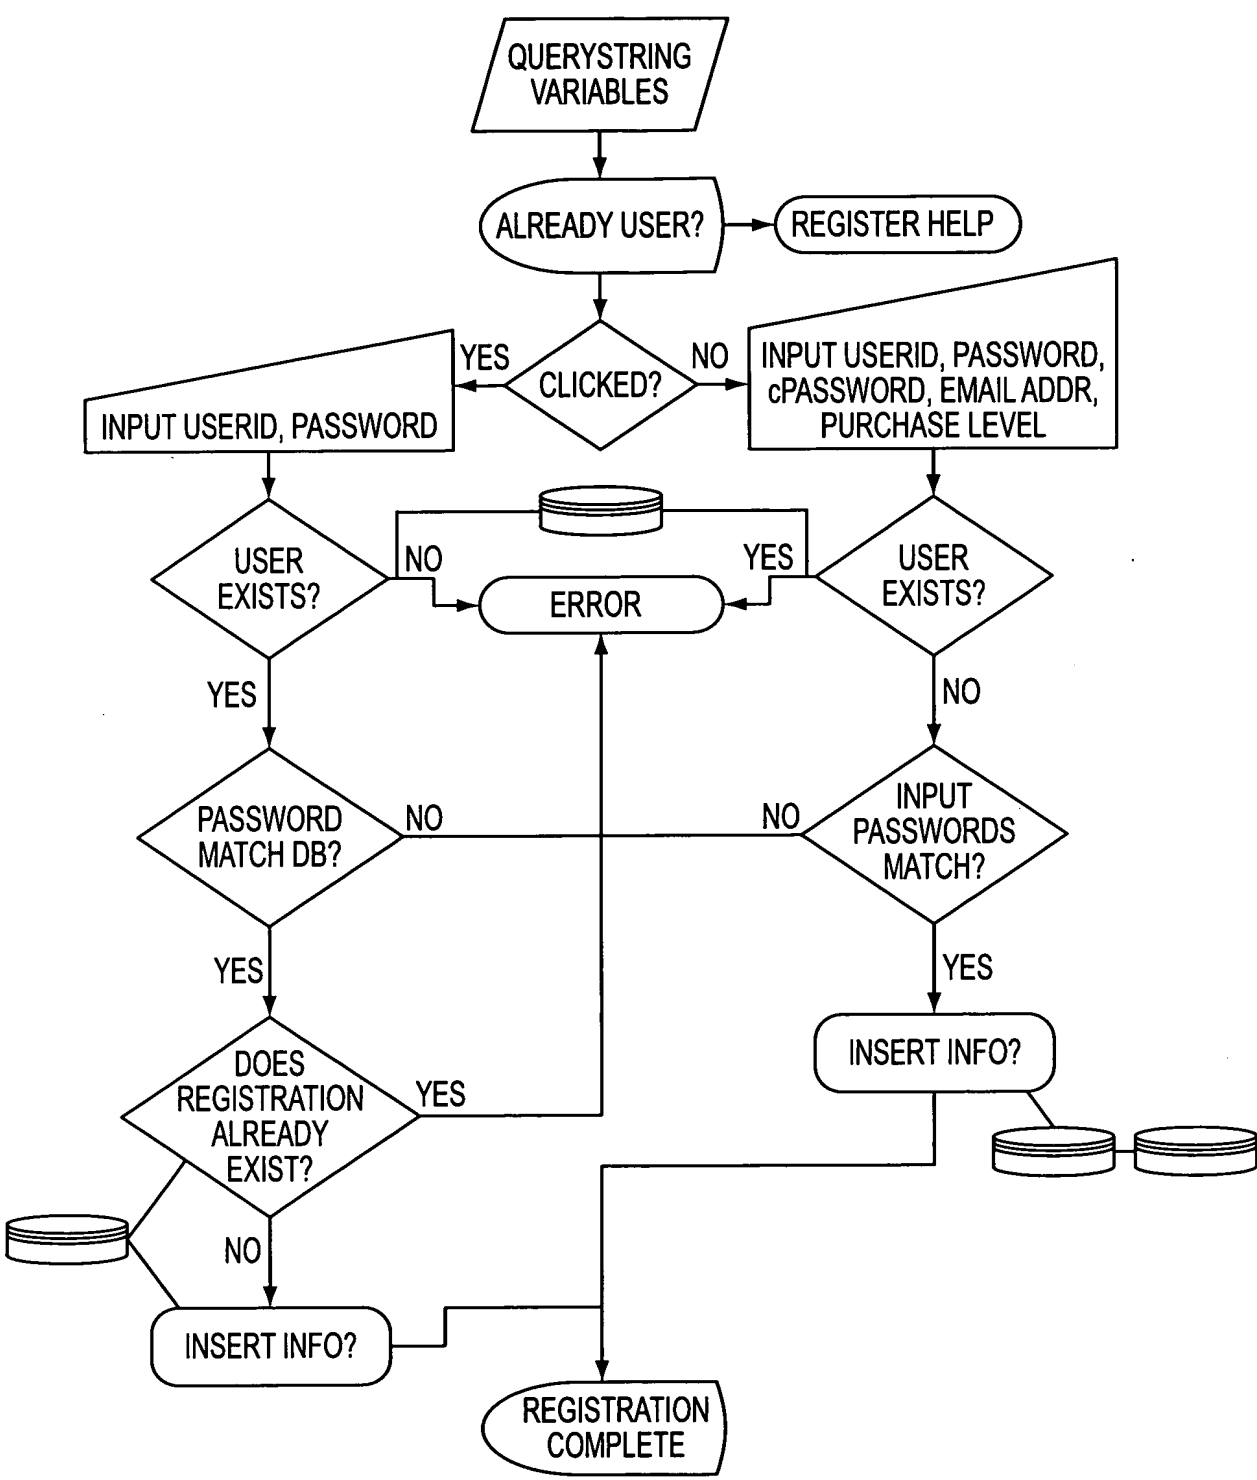 QUERYSTRING
VARIABLES
ALREADY USER?
REGISTER HELP
YES
CLICKED?
NO
INPUT USERID, PASSWORD
INPUT USERID, PASSWORD,
cPASSWORD, EMAIL ADDR,
PURCHASE LEVEL
USER
EXISTS?
NO
ERROR
YES
USER
EXISTS?
YES
NO
PASSWORD
MATCH DB?
NO
NO
INPUT
PASSWORDS
MATCH?
YES
YES
DOES
REGISTRATION
ALREADY
EXIST?
YES
INSERT INFO?
NO
INSERT INFO?
REGISTRATION
COMPLETE